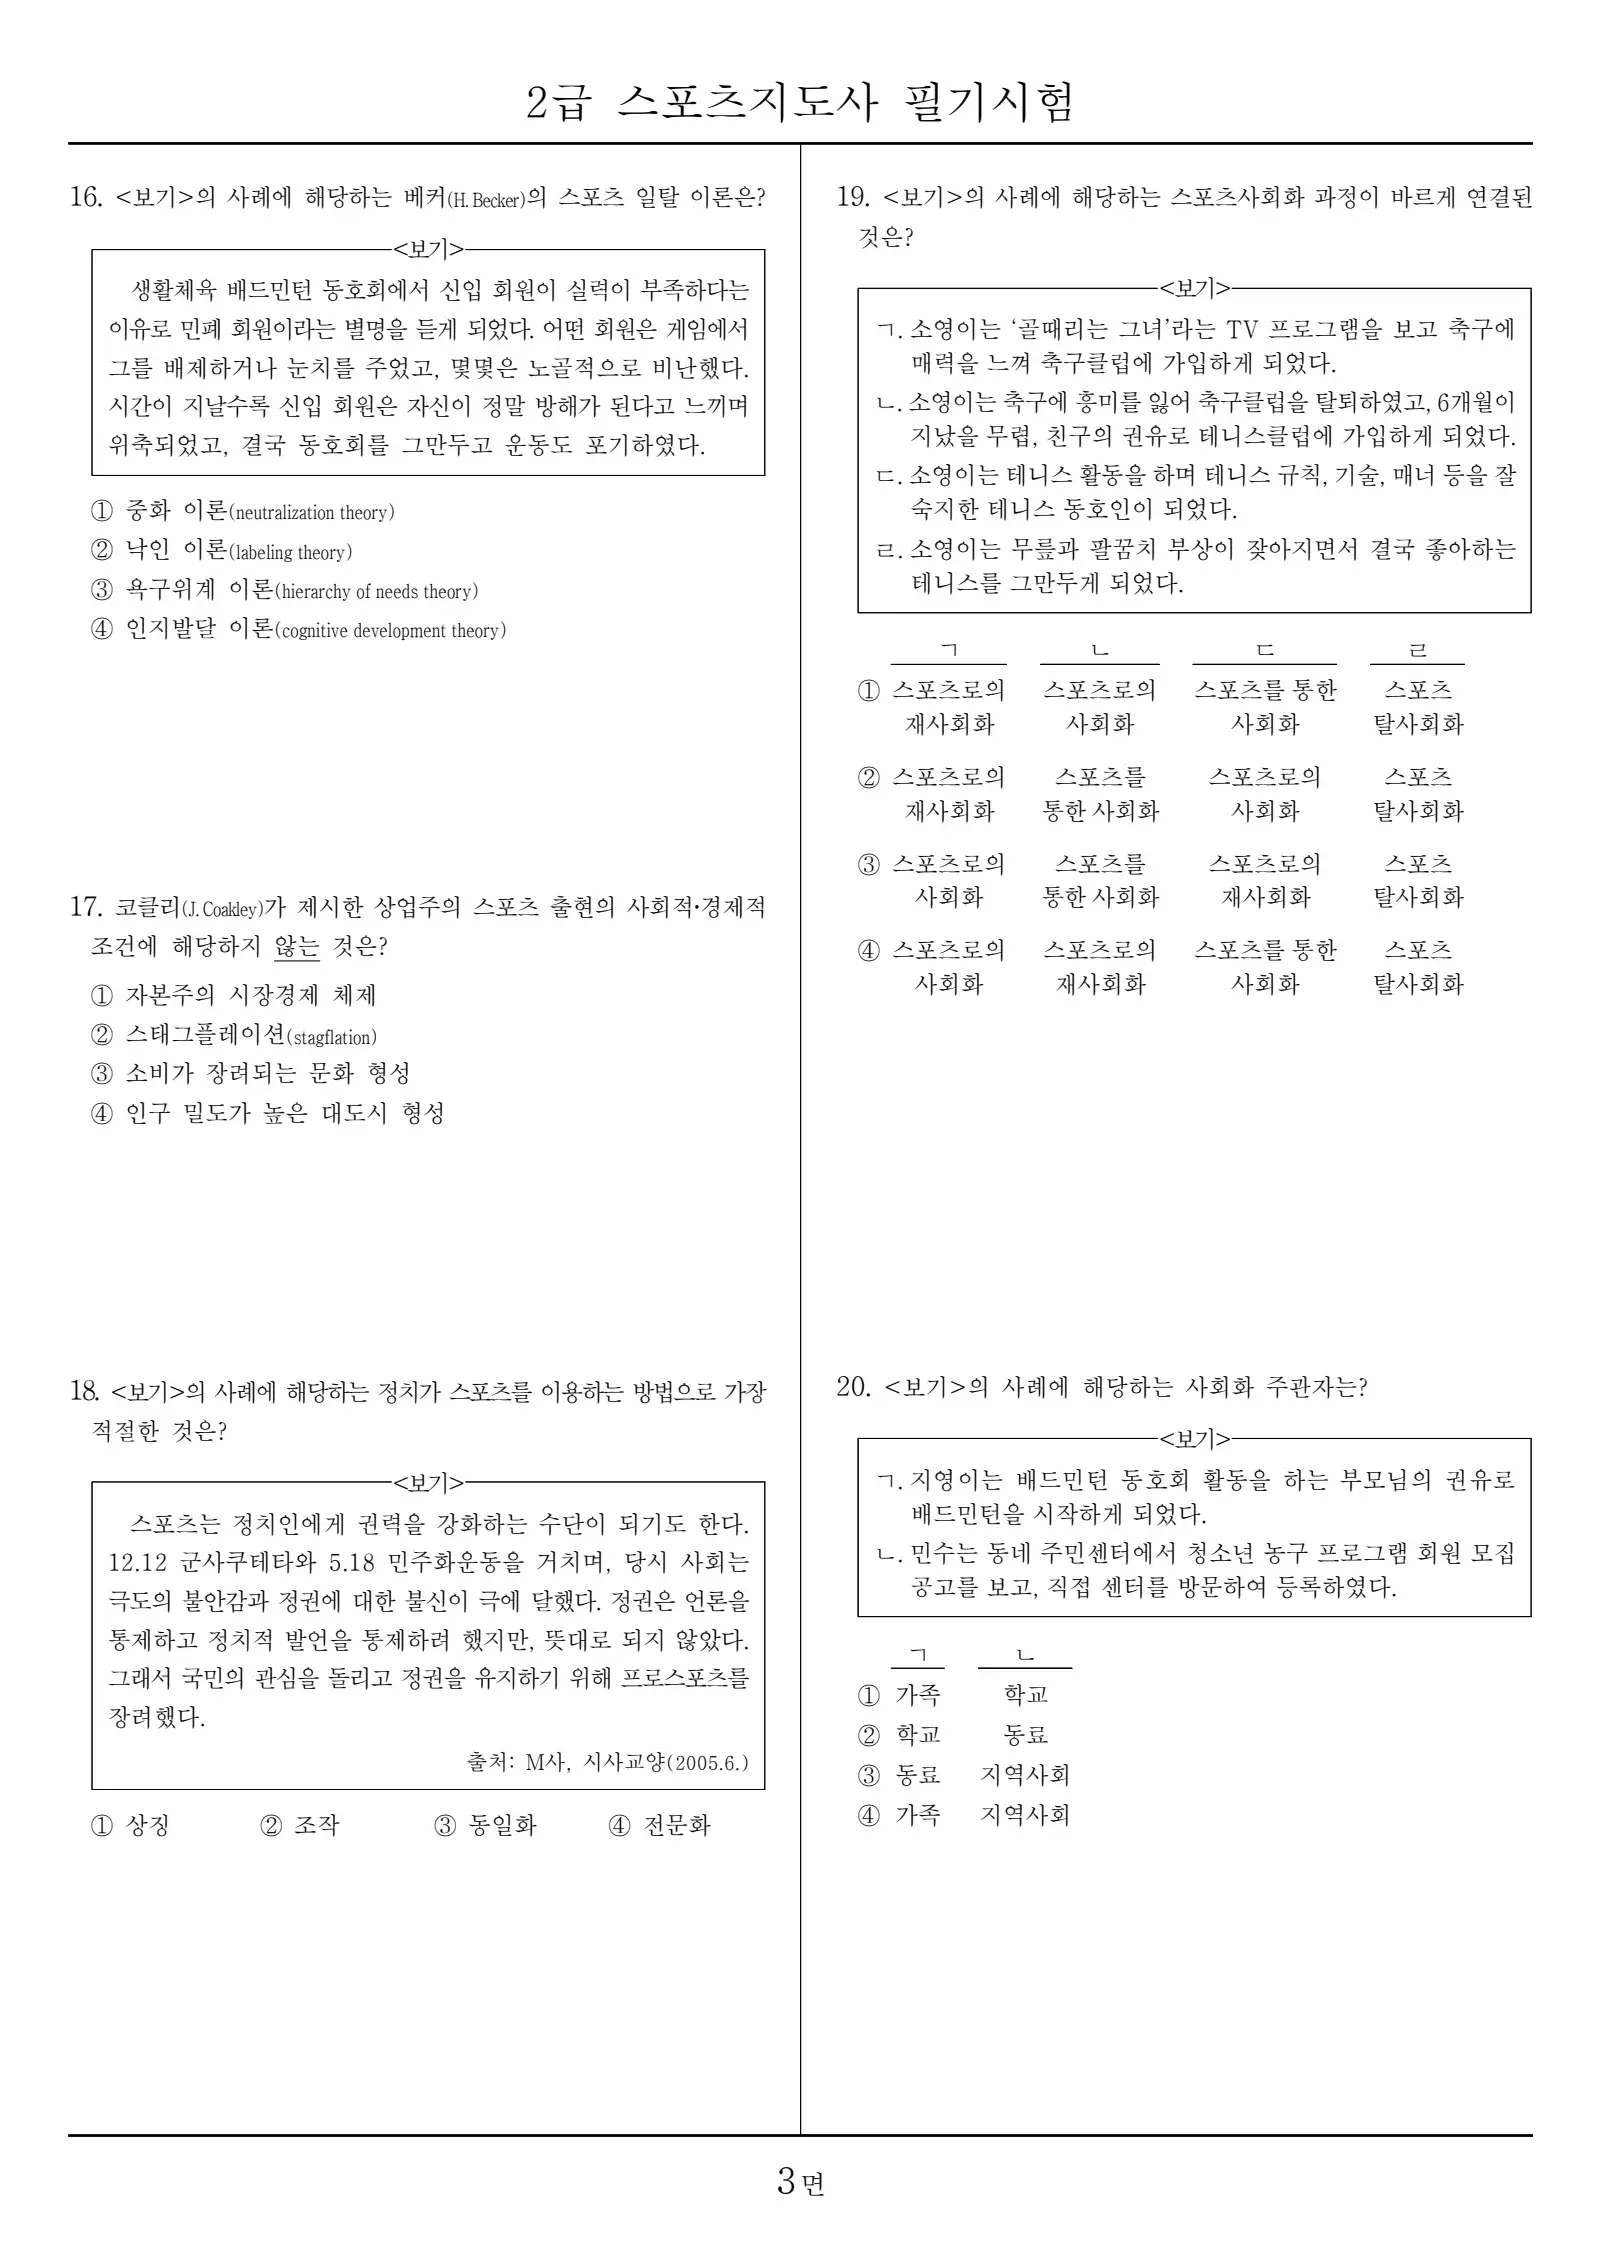 2급 스포츠지도사 필기시험
16. <보기>의 사례에 해당하는 베커(H. Becker)의 스포츠 일탈 이론은?
<보기>
생활체육 배드민턴 동호회에서 신입 회원이 실력이 부족하다는
이유로 민폐 회원이라는 별명을 듣게 되었다. 어떤 회원은 게임에서
그를 배제하거나 눈치를 주었고, 몇몇은 노골적으로 비난했다.
시간이 지날수록 신입 회원은 자신이 정말 방해가 된다고 느끼며
위축되었고, 결국 동호회를 그만두고 운동도 포기하였다.
① 중화 이론(neutralization theory)
② 낙인 이론(labeling theory)
③ 욕구위계 이론(hierarchy of needs theory)
④ 인지발달 이론(cognitive development theory)
17. 코클리(J. Coakley)가 제시한 상업주의 스포츠 출현의 사회적·경제적
조건에 해당하지 않는 것은?
① 자본주의 시장경제 체제
② 스태그플레이션(stagflation)
③ 소비가 장려되는 문화 형성
④ 인구 밀도가 높은 대도시 형성
18. <보기>의 사례에 해당하는 정치가 스포츠를 이용하는 방법으로 가장
적절한 것은?
<보기>
스포츠는 정치인에게 권력을 강화하는 수단이 되기도 한다.
12.12 군사쿠테타와 5.18 민주화운동을 거치며, 당시 사회는
극도의 불안감과 정권에 대한 불신이 극에 달했다. 정권은 언론을
통제하고 정치적 발언을 통제하려 했지만, 뜻대로 되지 않았다.
그래서 국민의 관심을 돌리고 정권을 유지하기 위해 프로스포츠를
장려했다.
출처: M사, 시사교양(2005.6.)
① 상징 ② 조작 ③ 동일화 ④ 전문화
19. <보기>의 사례에 해당하는 스포츠사회화 과정이 바르게 연결된
것은?
<보기>
ㄱ. 소영이는 ‘골때리는 그녀’라는 TV 프로그램을 보고 축구에
매력을 느껴 축구클럽에 가입하게 되었다.
ㄴ. 소영이는 축구에 흥미를 잃어 축구클럽을 탈퇴하였고, 6개월이
지났을 무렵, 친구의 권유로 테니스클럽에 가입하게 되었다.
ㄷ. 소영이는 테니스 활동을 하며 테니스 규칙, 기술, 매너 등을 잘
숙지한 테니스 동호인이 되었다.
ㄹ. 소영이는 무릎과 팔꿈치 부상이 잦아지면서 결국 좋아하는
테니스를 그만두게 되었다.
ㄱ ㄴ ㄷ ㄹ
① 스포츠로의 스포츠로의 스포츠를 통한 스포츠
재사회화 사회화 사회화 탈사회화
② 스포츠로의 스포츠를 스포츠로의 스포츠
재사회화 통한 사회화 사회화 탈사회화
③ 스포츠로의 스포츠를 스포츠로의 스포츠
사회화 통한 사회화 재사회화 탈사회화
④ 스포츠로의 스포츠로의 스포츠를 통한 스포츠
사회화 재사회화 사회화 탈사회화
20. <보기>의 사례에 해당하는 사회화 주관자는?
<보기>
ㄱ. 지영이는 배드민턴 동호회 활동을 하는 부모님의 권유로
배드민턴을 시작하게 되었다.
ㄴ. 민수는 동네 주민센터에서 청소년 농구 프로그램 회원 모집
공고를 보고, 직접 센터를 방문하여 등록하였다.
ㄱ ㄴ
① 가족 학교
② 학교 동료
③ 동료 지역사회
④ 가족 지역사회
3면